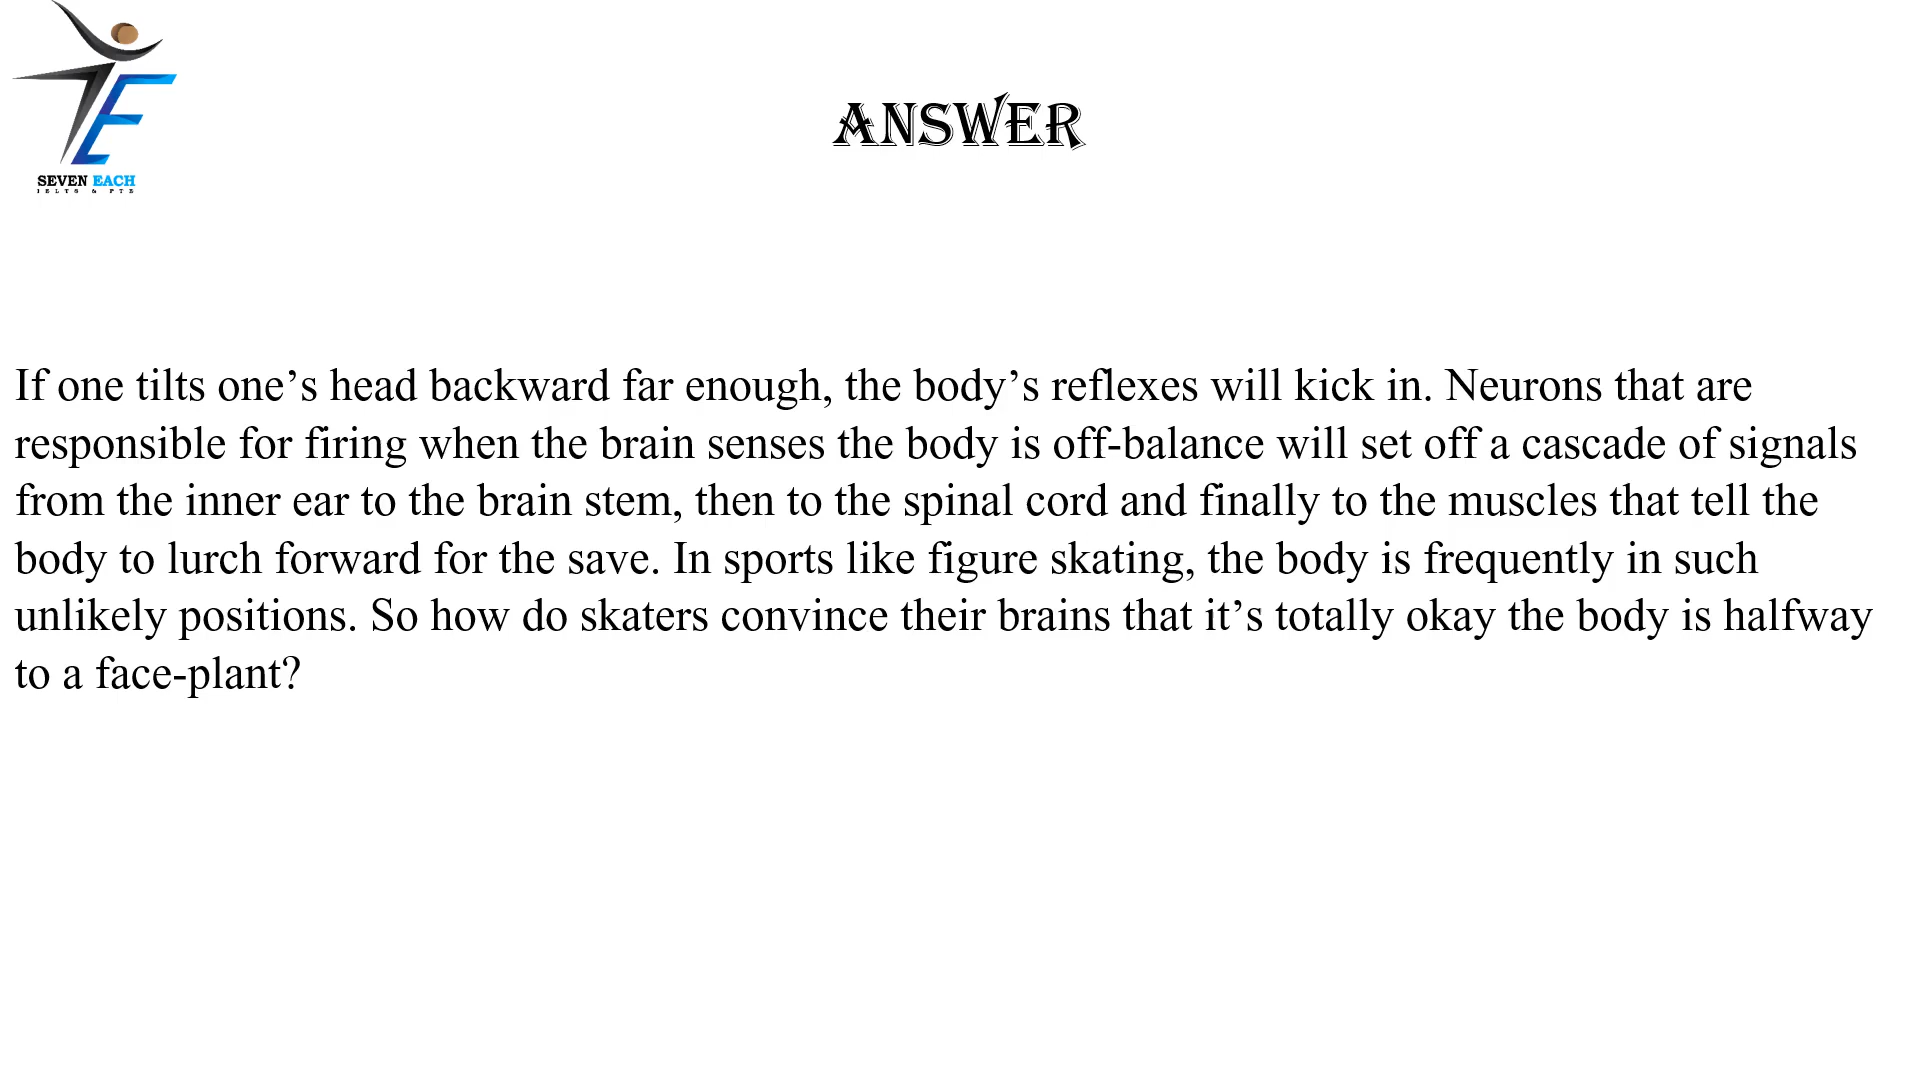 SEVEN EACH
IELTS & PTE
ANSWER
If one tilts one’s head backward far enough, the body’s reflexes will kick in. Neurons that are
responsible for firing when the brain senses the body is off-balance will set off a cascade of signals
from the inner ear to the brain stem, then to the spinal cord and finally to the muscles that tell the
body to lurch forward for the save. In sports like figure skating, the body is frequently in such
unlikely positions. So how do skaters convince their brains that it’s totally okay the body is halfway
to a face-plant?